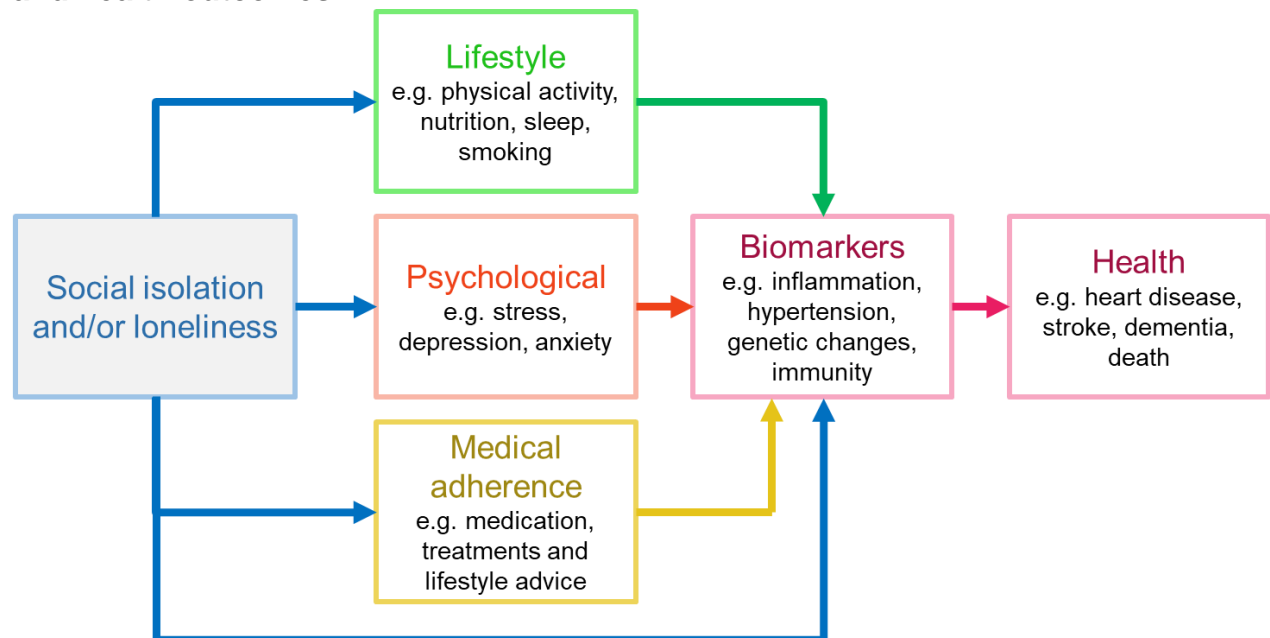 Lifestyle
e.g. physical activity,
nutrition, sleep,
smoking
Social isolation
and/or loneliness
Psychological
e.g. stress,
depression, anxiety
Biomarkers
e.g. inflammation,
hypertension,
genetic changes,
immunity
Health
e.g. heart disease,
stroke, dementia,
death
Medical
adherence
e.g. medication,
treatments and
lifestyle advice